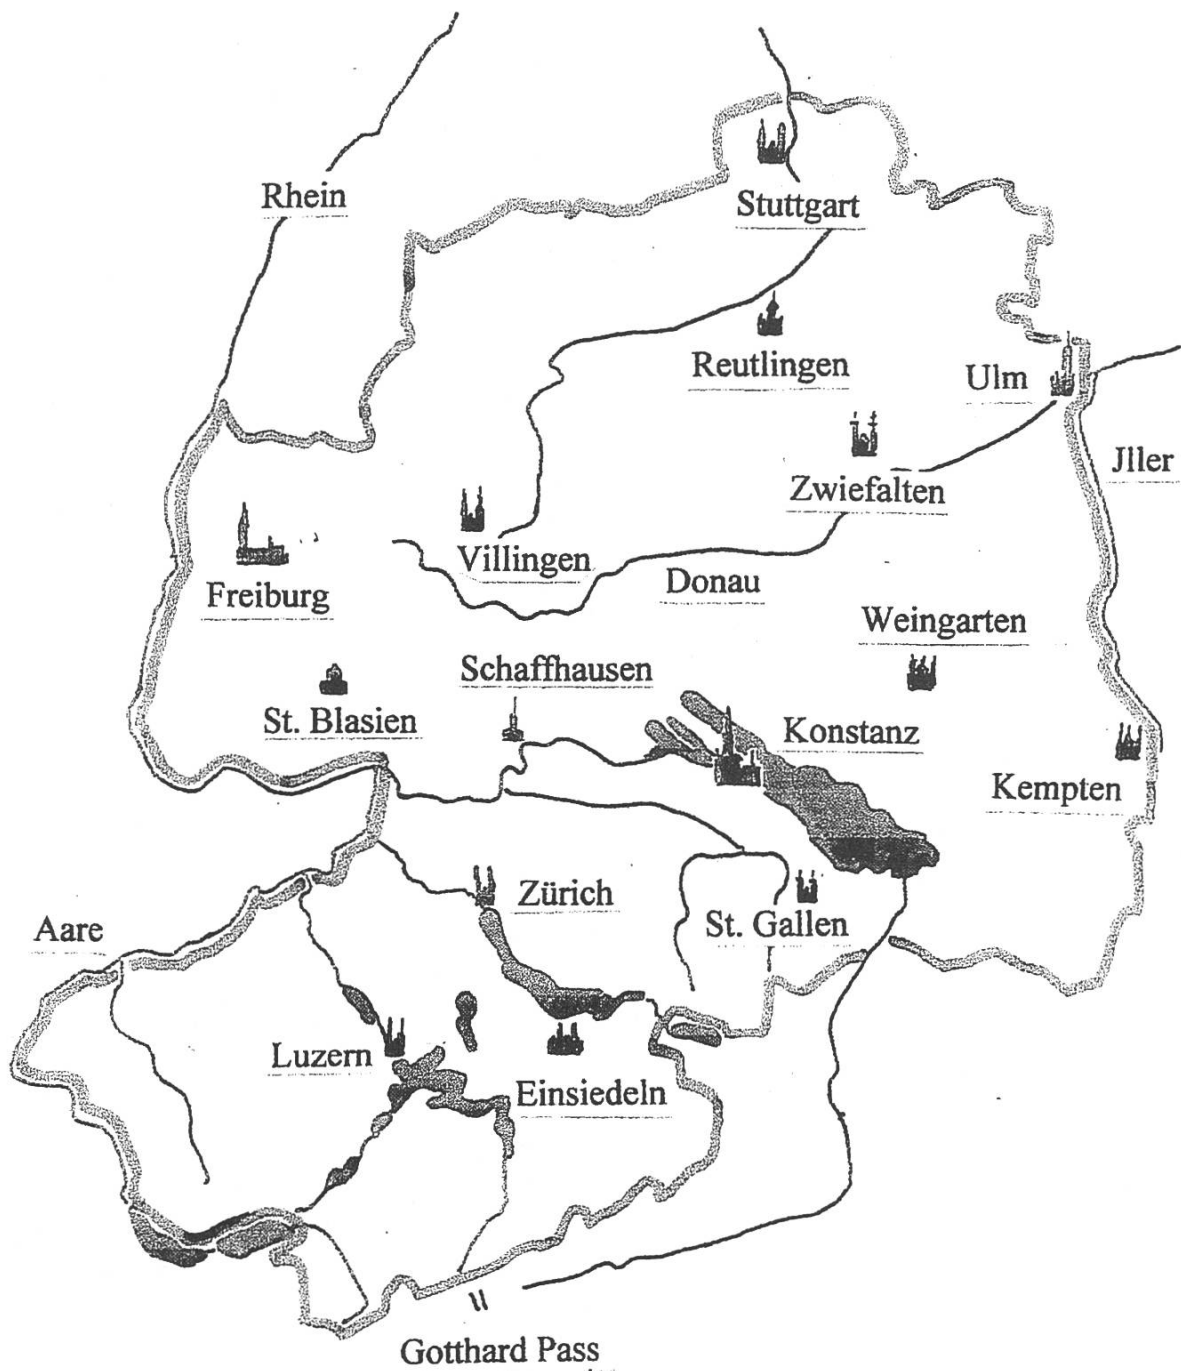 Rhein
Stuttgart
Reutlingen
Ulm
Jller
Zwiefalten
Villingen
Donau
Freiburg
Weingarten
Schaffhausen
St. Blasien
Konstanz
Kempten
Zürich
St. Gallen
Aare
Luzern
Einsiedeln
Gotthard Pass